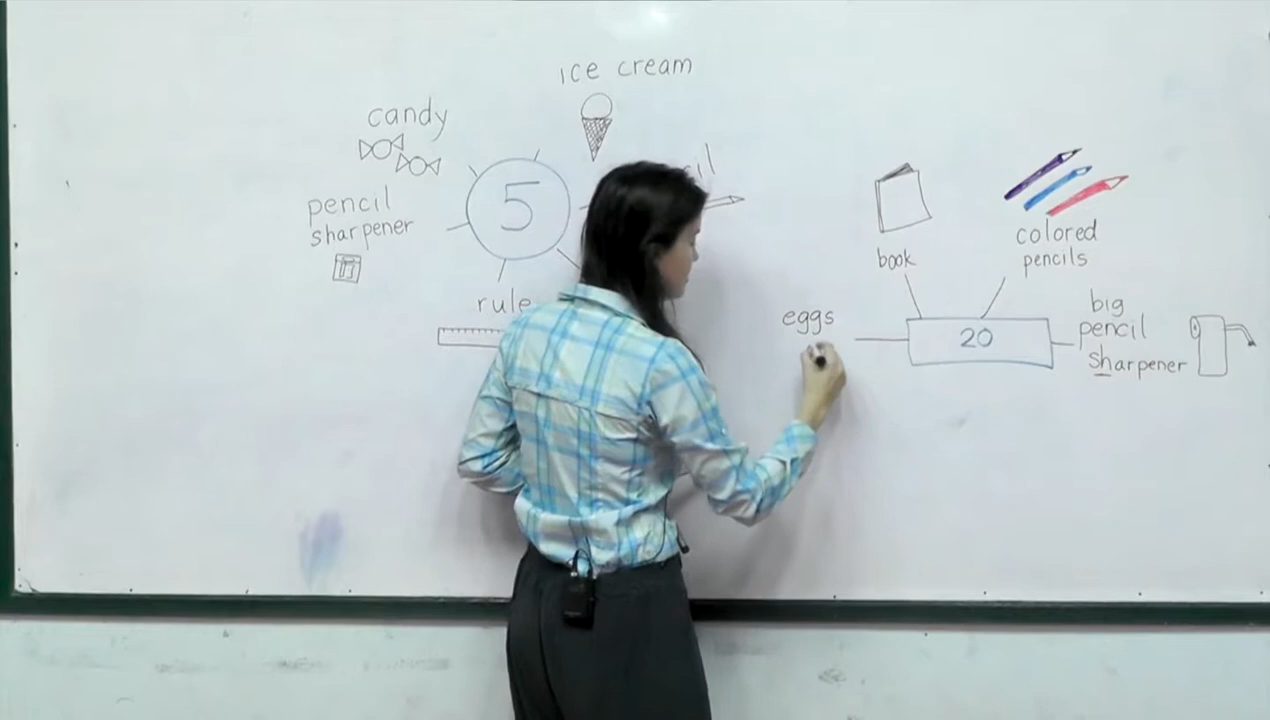 ice cream
candy
5
pencil
sharpener
rule
book
colored
pencils
eggs
20
big
pencil
sharpener